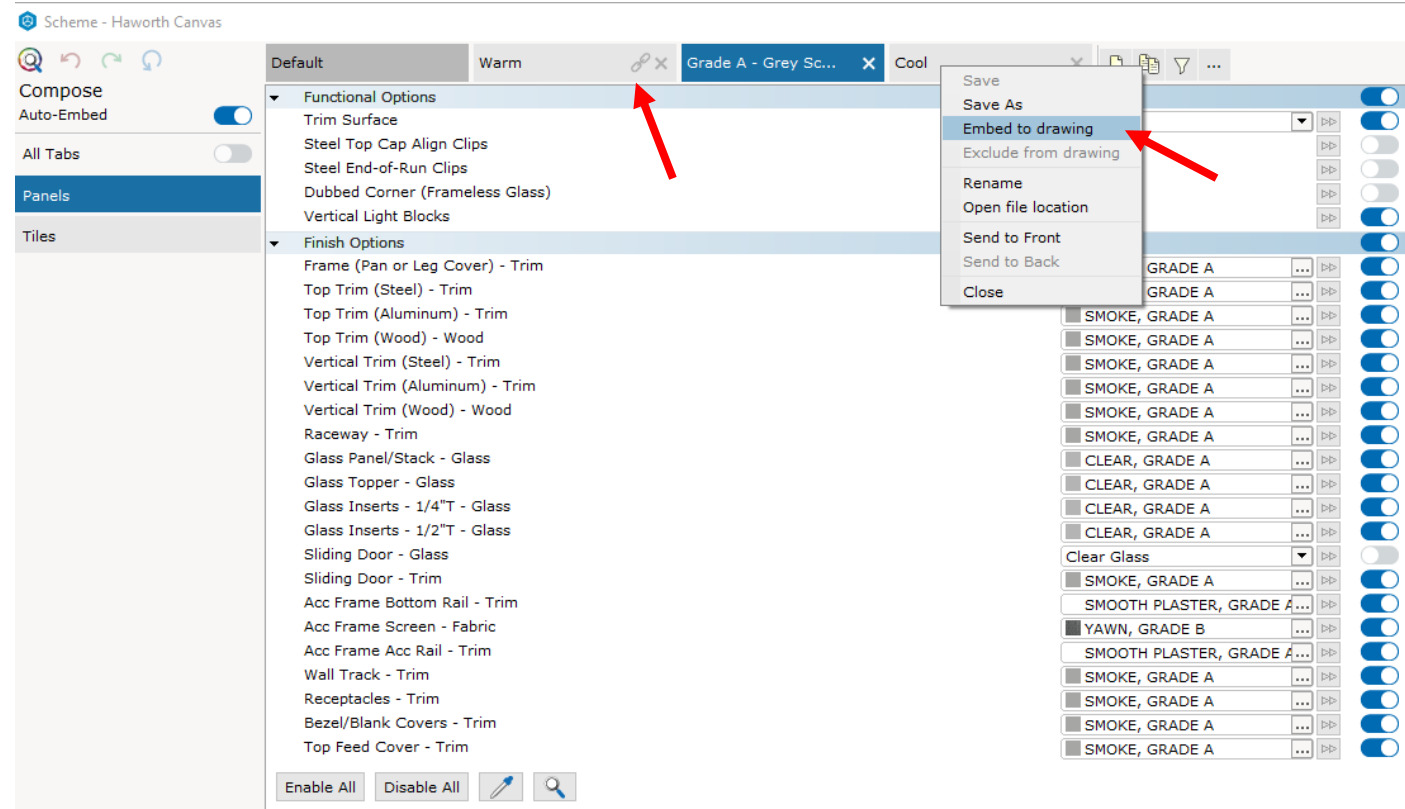 Scheme - Haworth Canvas
Default Warm Grade A - Grey Sc... Cool ...
Compose
Auto-Embed
All Tabs
Panels
Tiles
Functional Options
Trim Surface
Steel Top Cap Align Clips
Steel End-of-Run Clips
Dubbed Corner (Frameless Glass)
Vertical Light Blocks
Save
Save As
Embed to drawing
Exclude from drawing
Rename
Open file location
Send to Front
Send to Back
Close
Finish Options
Frame (Pan or Leg Cover) - Trim GRADE A ...
Top Trim (Steel) - Trim GRADE A ...
Top Trim (Aluminum) - Trim SMOKE, GRADE A ...
Top Trim (Wood) - Wood SMOKE, GRADE A ...
Vertical Trim (Steel) - Trim SMOKE, GRADE A ...
Vertical Trim (Aluminum) - Trim SMOKE, GRADE A ...
Vertical Trim (Wood) - Wood SMOKE, GRADE A ...
Raceway - Trim SMOKE, GRADE A ...
Glass Panel/Stack - Glass CLEAR, GRADE A ...
Glass Topper - Glass CLEAR, GRADE A ...
Glass Inserts - 1/4"T - Glass CLEAR, GRADE A ...
Glass Inserts - 1/2"T - Glass CLEAR, GRADE A ...
Sliding Door - Glass Clear Glass
Sliding Door - Trim SMOKE, GRADE A ...
Acc Frame Bottom Rail - Trim SMOOTH PLASTER, GRADE A ...
Acc Frame Screen - Fabric YAWN, GRADE B ...
Acc Frame Acc Rail - Trim SMOOTH PLASTER, GRADE A ...
Wall Track - Trim SMOKE, GRADE A ...
Receptacles - Trim SMOKE, GRADE A ...
Bezel/Blank Covers - Trim SMOKE, GRADE A ...
Top Feed Cover - Trim SMOKE, GRADE A ...
Enable All Disable All